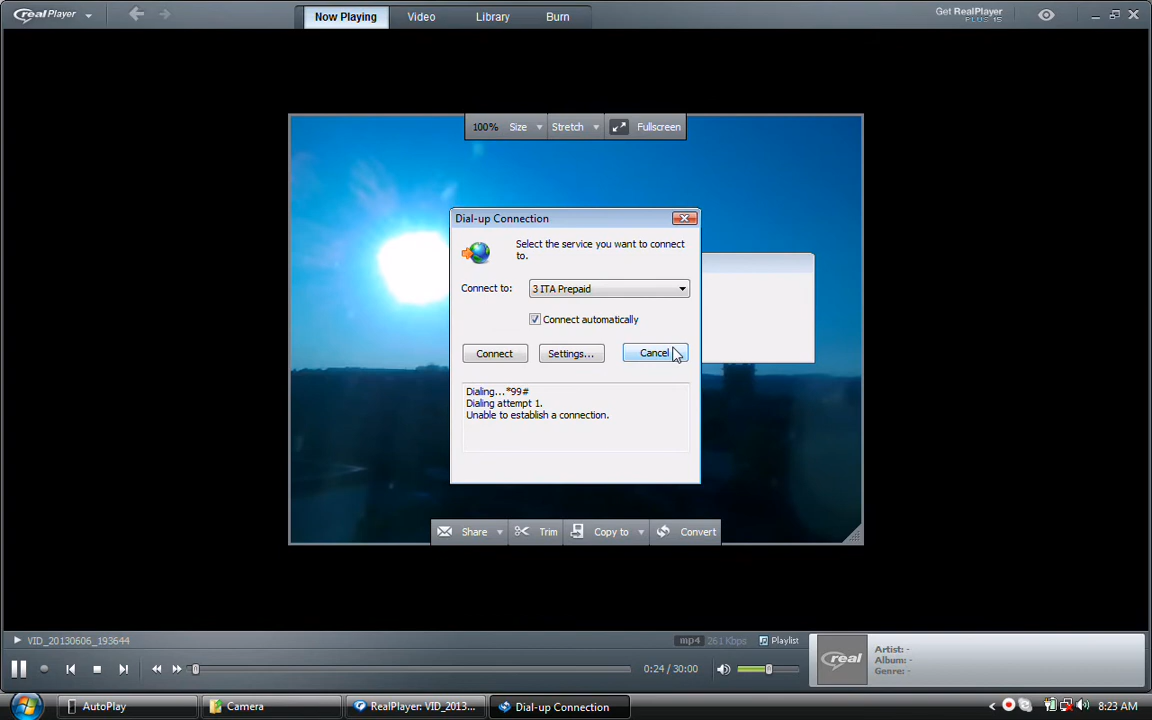 realPlayer
Now Playing
Video
Library
Burn
Get RealPlayer
PLUS 15
100%
Size
Stretch
Fullscreen
Dial-up Connection
Select the service you want to connect
to.
Connect to:
3 ITA Prepaid
Connect automatically
Connect
Settings...
Cancel
Dialing...*99#
Dialing attempt 1.
Unable to establish a connection.
Share
Trim
Copy to
Convert
VID_20130606_193644
mp4
261 Kbps
Playlist
0:24 / 30:00
real
Artist: -
Album: -
Genre: -
AutoPlay
Camera
RealPlayer: VID_2013...
Dial-up Connection
8:23 AM